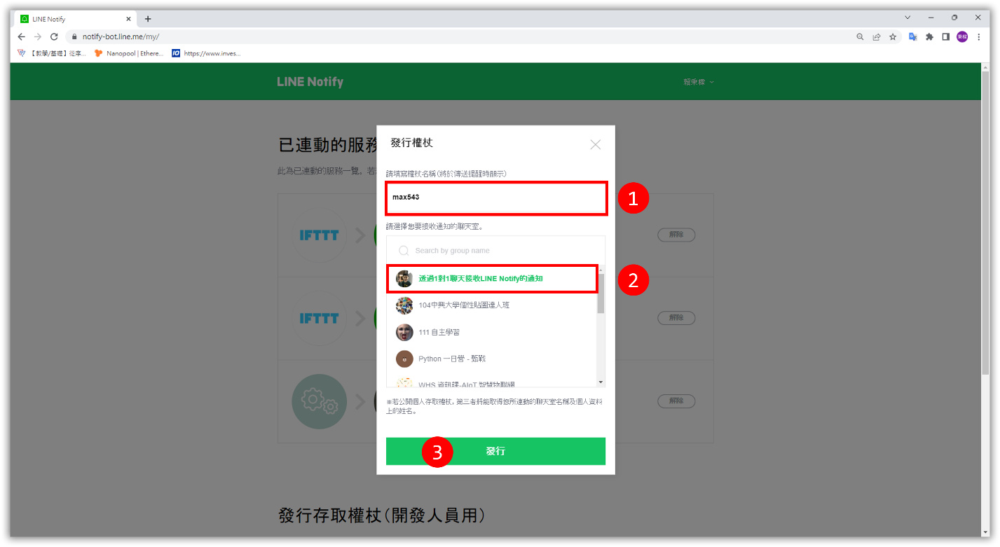 LINE Notify
notify-bot.line.me/my/
【教學/基礎】從序...
Nanopool | Ethere...
IO
https://www.inves...
LINE Notify
賴秉樑
已連動的服務
此為已連動的服務一覽。若
發行權杖
請填寫權杖名稱(將於傳送提醒時顯示)
max543
1
請選擇您要接收通知的聊天室。
Search by group name
透過1對1聊天接收LINE Notify的通知
2
104中興大學個性貼圖達人班
111 自主學習
Python 一日營 - 甄戰
WHS 資訊課-AIoT 智慧物聯網
IFTTT
解除
IFTTT
解除
解除
※若公開個人存取權杖, 第三者將能取得您所連動的聊天室名稱及個人資料
上的姓名。
3
發行
發行存取權杖(開發人員用)